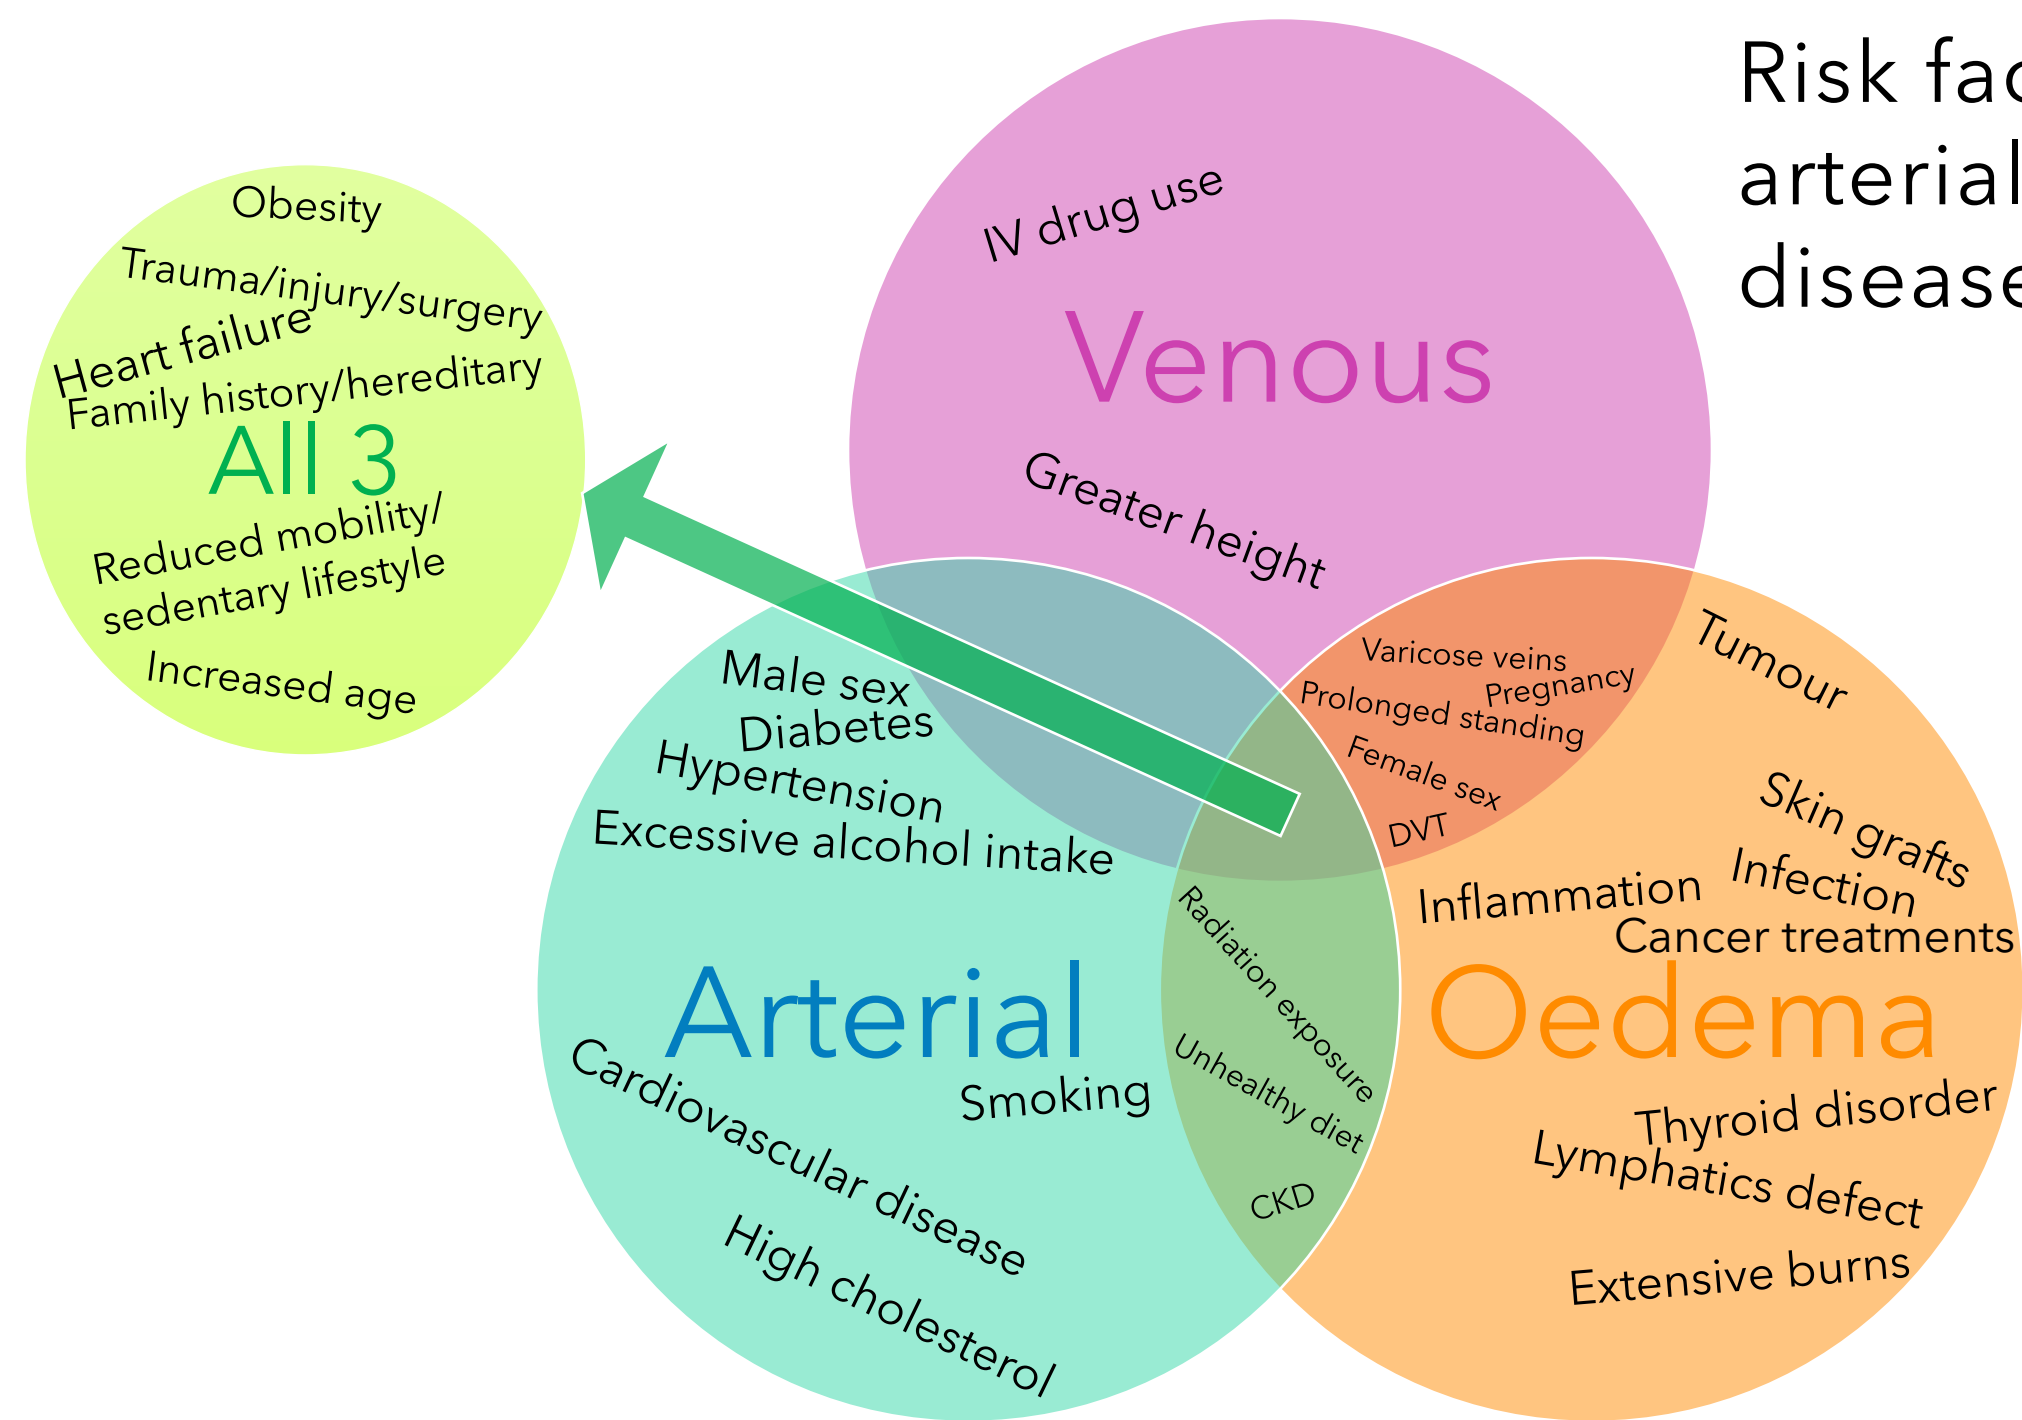 Risk fac
arterial
disease
Obesity
Trauma/injury/surgery
Heart failure
Family history/hereditary
All 3
Reduced mobility/
sedentary lifestyle
Increased age
IV drug use
Venous
Greater height
Varicose veins
Pregnancy
Prolonged standing
Female sex
DVT
Male sex
Diabetes
Hypertension
Excessive alcohol intake
Arterial
Smoking
Cardiovascular disease
High cholesterol
Radiation exposure
Unhealthy diet
CKD
Tumour
Skin grafts
Infection
Inflammation
Cancer treatments
Oedema
Thyroid disorder
Lymphatics defect
Extensive burns